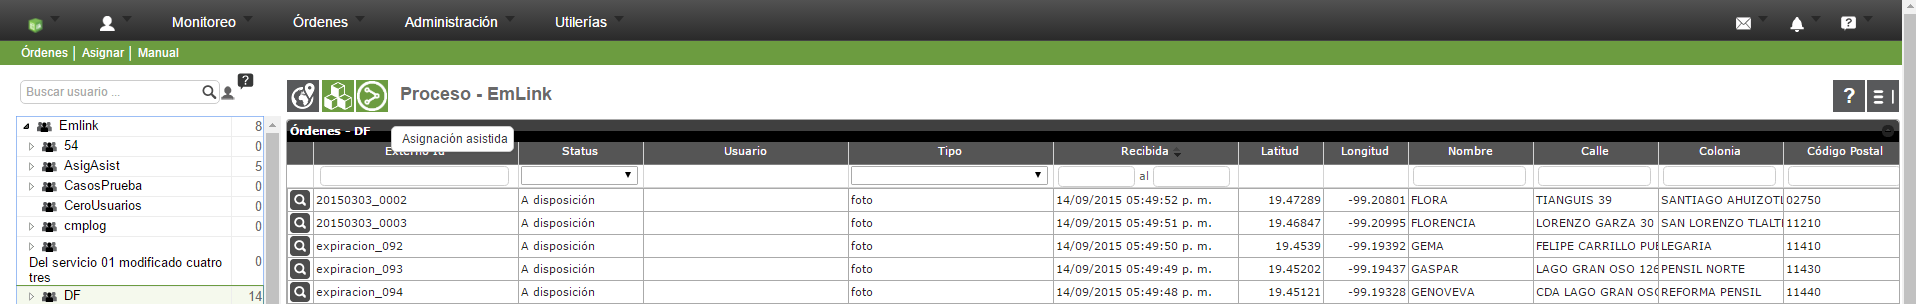 Monitoreo Órdenes Administración Utilerías ?
Órdenes | Asignar | Manual
Buscar usuario ... ? Proceso - EmLink ?
Emlink 8
54 0
AsigAsist 5
CasosPrueba 0
CeroUsuarios 0
cmplog 0
Del servicio 01 modificado cuatro tres 0
DF 14
Órdenes - DF
Asignación asistida
Externo Id Status Usuario Tipo Recibida Latitud Longitud Nombre Calle Colonia Código Postal
al
20150303_0002 A disposición foto 14/09/2015 05:49:52 p. m. 19.47289 -99.20801 FLORA TIANGUIS 39 SANTIAGO AHUIZOTL 02750
20150303_0003 A disposición foto 14/09/2015 05:49:51 p. m. 19.46847 -99.20995 FLORENCIA LORENZO GARZA 30 SAN LORENZO TLALTI 11210
expiracion_092 A disposición foto 14/09/2015 05:49:50 p. m. 19.4539 -99.19392 GEMA FELIPE CARRILLO PUE LEGARIA 11410
expiracion_093 A disposición foto 14/09/2015 05:49:49 p. m. 19.45202 -99.19437 GASPAR LAGO GRAN OSO 126 PENSIL NORTE 11430
expiracion_094 A disposición foto 14/09/2015 05:49:48 p. m. 19.45121 -99.19328 GENOVEVA CDA LAGO GRAN OSO REFORMA PENSIL 11440